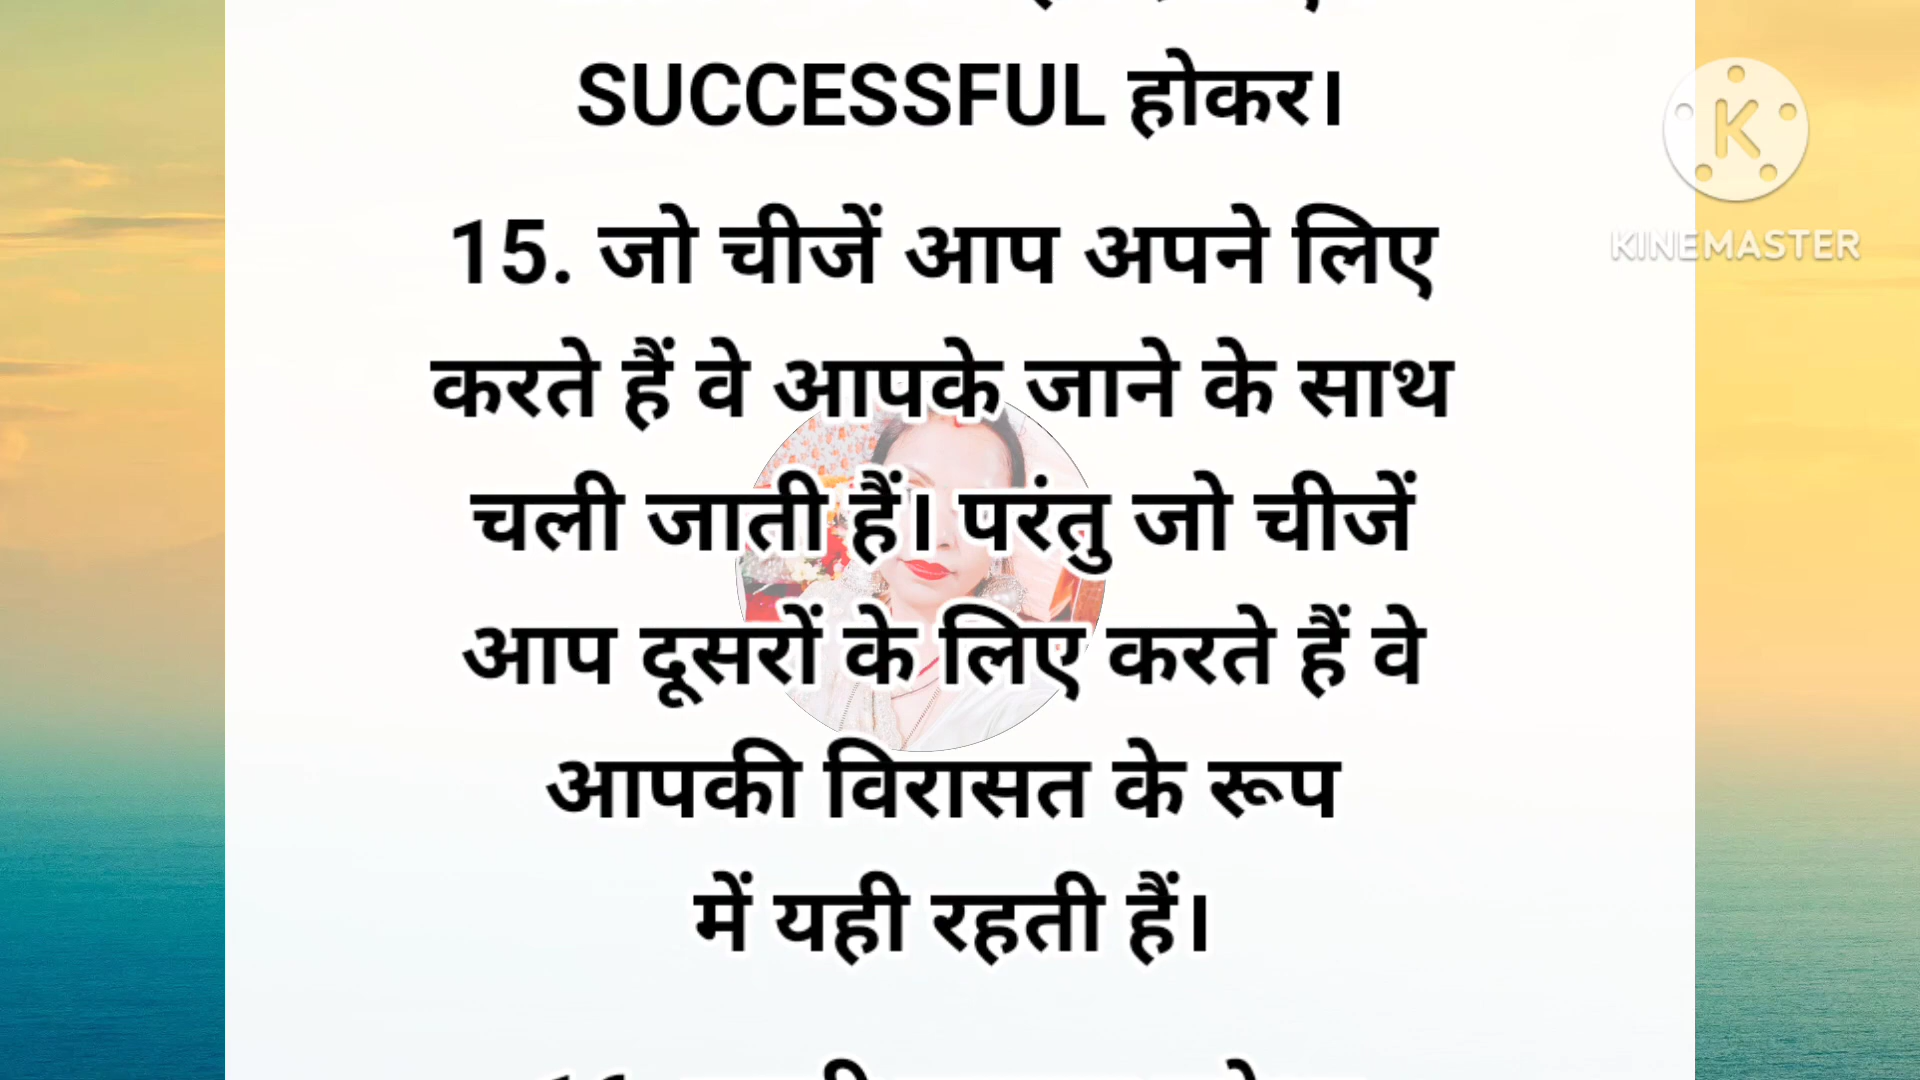 SUCCESSFUL होकर।
15. जो चीजें आप अपने लिए
करते हैं वे आपके जाने के साथ
चली जाती हैं। परंतु जो चीजें
आप दूसरों के लिए करते हैं वे
आपकी विरासत के रूप
में यही रहती हैं।
K
KINEMASTER